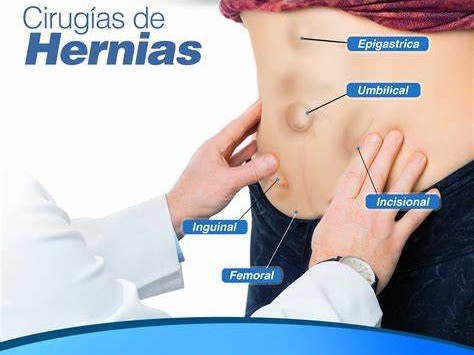 Cirugías de
Hernias
Epigastrica
Umbilical
Incisional
Inguinal
Femoral